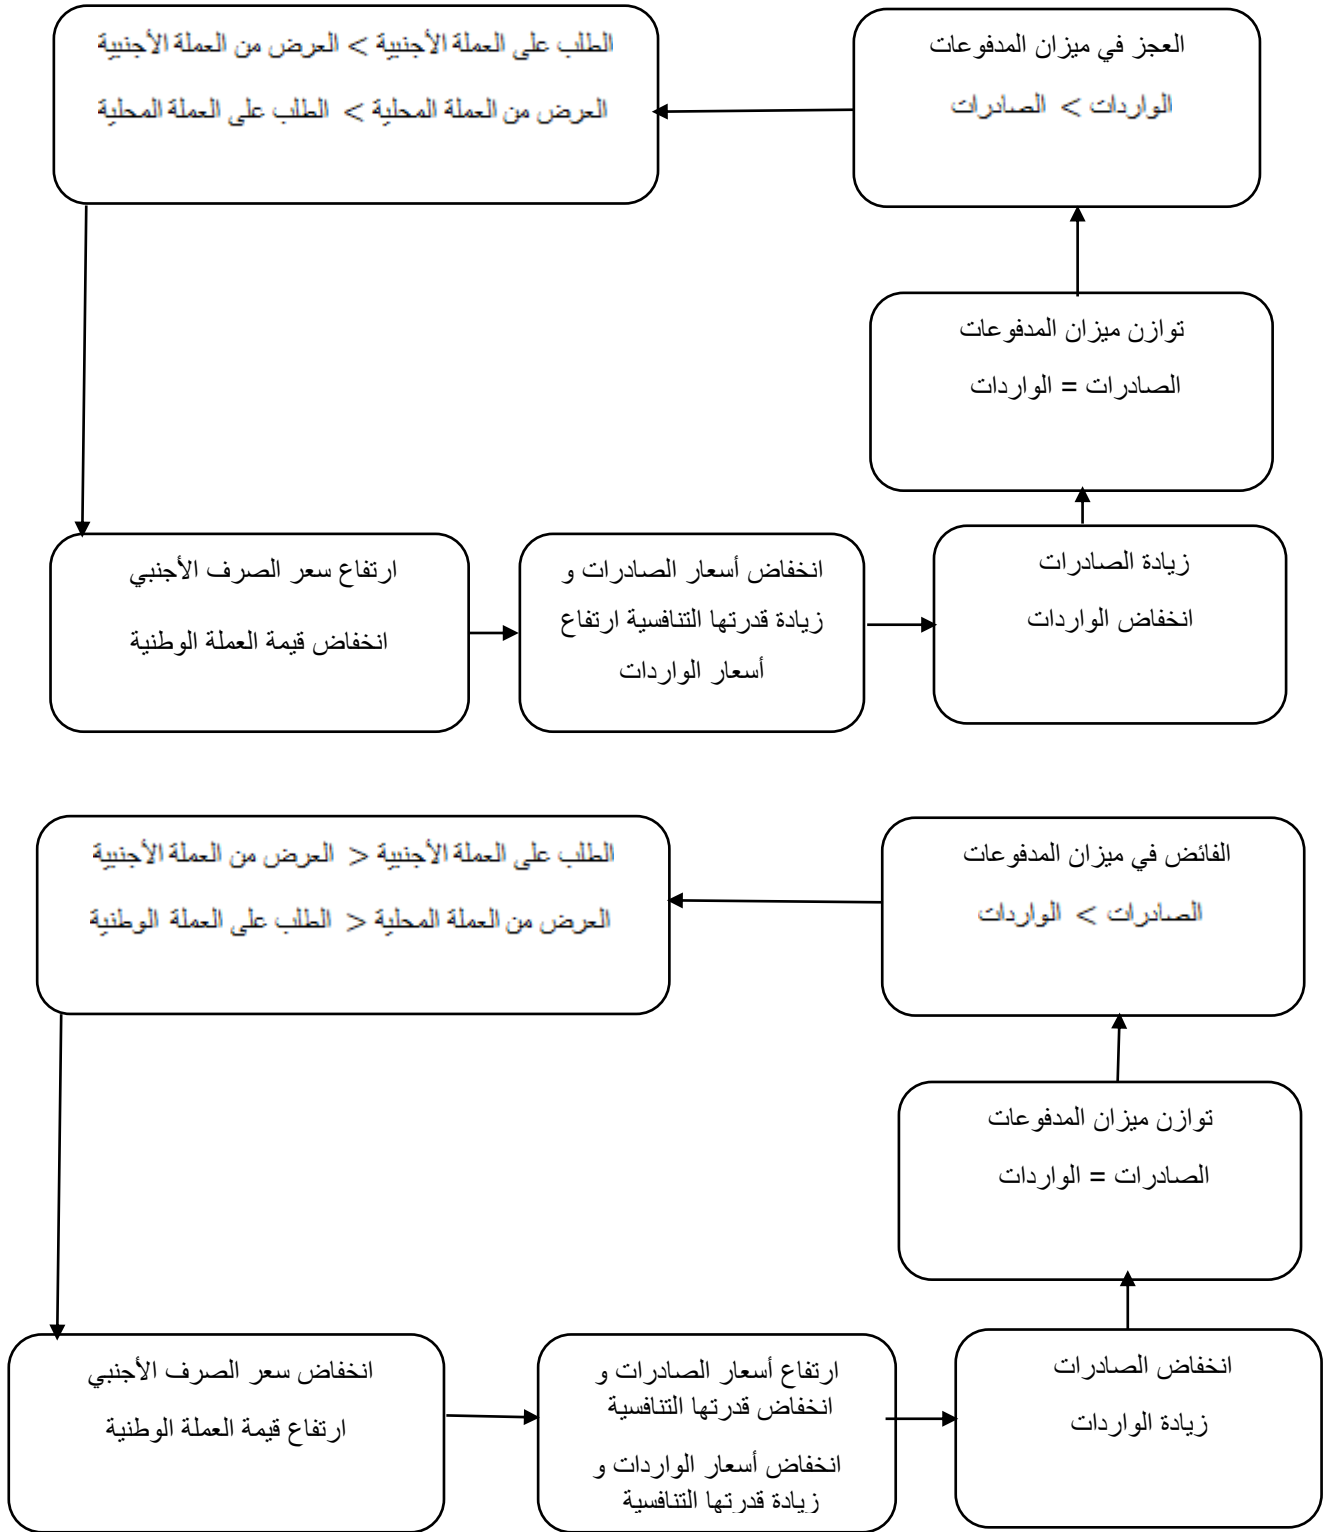 العجز في ميزان المدفوعات
الواردات > الصادرات
الطلب على العملة الأجنبية > العرض من العملة الأجنبية
العرض من العملة المحلية > الطلب على العملة المحلية
توازن ميزان المدفوعات
الصادرات = الواردات
ارتفاع سعر الصرف الأجنبي
انخفاض قيمة العملة الوطنية
انخفاض أسعار الصادرات و
زيادة قدرتها التنافسية ارتفاع
أسعار الواردات
زيادة الصادرات
انخفاض الواردات
الفائض في ميزان المدفوعات
الصادرات > الواردات
الطلب على العملة الأجنبية < العرض من العملة الأجنبية
العرض من العملة المحلية < الطلب على العملة الوطنية
توازن ميزان المدفوعات
الصادرات = الواردات
انخفاض سعر الصرف الأجنبي
ارتفاع قيمة العملة الوطنية
ارتفاع أسعار الصادرات و
انخفاض قدرتها التنافسية
انخفاض أسعار الواردات و
زيادة قدرتها التنافسية
انخفاض الصادرات
زيادة الواردات